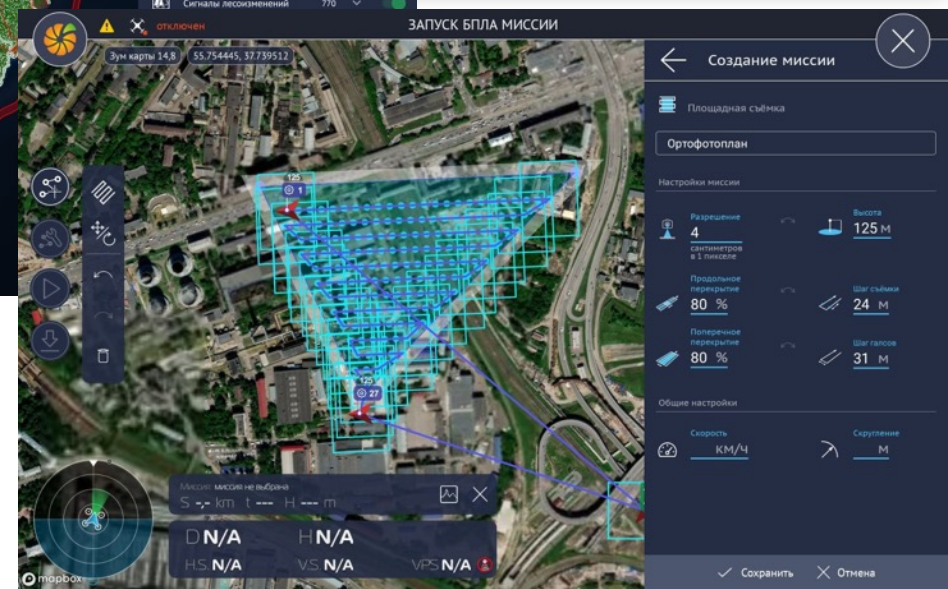 Сигналы лесоизменений 770
отключен
ЗАПУСК БПЛА МИССИИ
Зум карты 14,8
55.754445, 37.739512
Создание миссии
Площадная съёмка
Ортофотоплан
Настройки миссии
Разрешение
4
сантиметров
в 1 пикселе
Высота
125 м
Продольное
перекрытие
80 %
Шаг съёмки
24 м
Поперечное
перекрытие
80 %
Шаг галсов
31 м
Общие настройки
Скорость
км/ч
Скругление
м
125
1
125
27
Миссия: миссия не выбрана
S -,- km t --- H --- m
D N/A
H N/A
H.S. N/A
V.S. N/A
VPS N/A
mapbox
Сохранить
Отмена